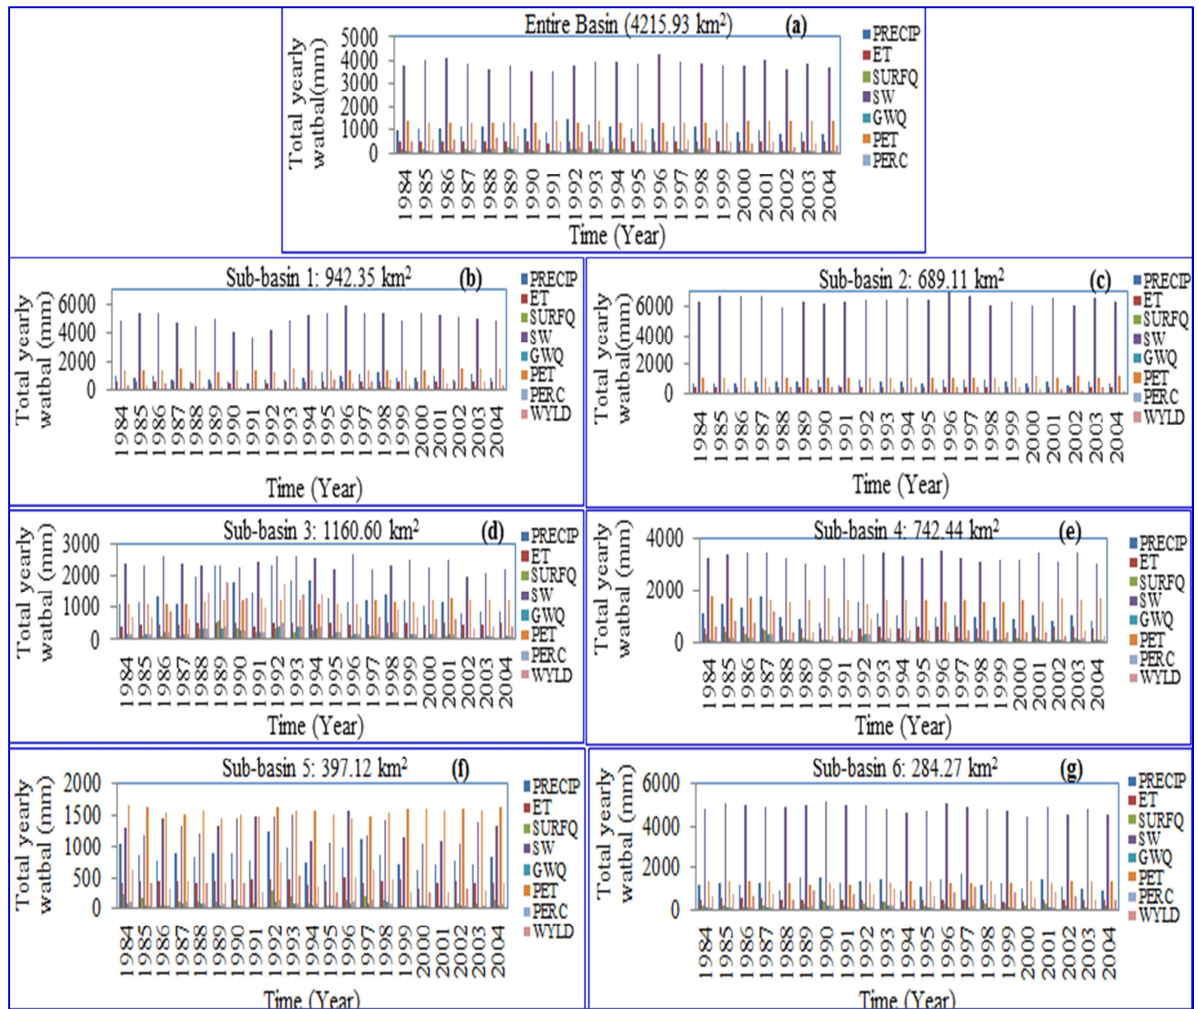 Entire Basin (4215.93 km²) (a)
Total yearly
watbal(mm)
5000
4000
3000
2000
1000
0
1984 1985 1986 1987 1988 1989 1990 1991 1992 1993 1994 1995 1996 1997 1998 1999 2000 2001 2002 2003 2004
Time (Year)
PRECIP
ET
SURFQ
SW
GWQ
PET
PERC
Sub-basin 1: 942.35 km² (b)
Total yearly
watbal (mm)
6000
4000
2000
0
1984 1985 1986 1987 1988 1989 1990 1991 1992 1993 1994 1995 1996 1997 1998 1999 2000 2001 2002 2003 2004
Time (Year)
PRECIP
ET
SURFQ
SW
GWQ
PET
PERC
WYLD
Sub-basin 2: 689.11 km² (c)
Total yearly
watbal(mm)
6000
4000
2000
0
1984 1985 1986 1987 1988 1989 1990 1991 1992 1993 1994 1995 1996 1997 1998 1999 2000 2001 2002 2003 2004
Time (Year)
PRECIP
ET
SURFQ
SW
GWQ
PET
PERC
WYLD
Sub-basin 3: 1160.60 km² (d)
Total yearly
watbal (mm)
3000
2000
1000
0
1984 1985 1986 1987 1988 1989 1990 1991 1992 1993 1994 1995 1996 1997 1998 1999 2000 2001 2002 2003 2004
Time (Year)
PRECIP
ET
SURFQ
SW
GWQ
PET
PERC
WYLD
Sub-basin 4: 742.44 km² (e)
Total yearly
watbal (mm)
4000
2000
0
1984 1985 1986 1987 1988 1989 1990 1991 1992 1993 1994 1995 1996 1997 1998 1999 2000 2001 2002 2003 2004
Time (Year)
PRECIP
ET
SURFQ
SW
GWQ
PET
PERC
WYLD
Sub-basin 5: 397.12 km² (f)
Total yearly
watbal (mm)
2000
1500
1000
500
0
1984 1985 1986 1987 1988 1989 1990 1991 1992 1993 1994 1995 1996 1997 1998 1999 2000 2001 2002 2003 2004
Time (Year)
PRECIP
ET
SURFQ
SW
GWQ
PET
PERC
WYLD
Sub-basin 6: 284.27 km² (g)
Total yearly
watbal (mm)
6000
4000
2000
0
1984 1985 1986 1987 1988 1989 1990 1991 1992 1993 1994 1995 1996 1997 1998 1999 2000 2001 2002 2003 2004
Time (Year)
PRECIP
ET
SURFQ
SW
GWQ
PET
PERC
WYLD